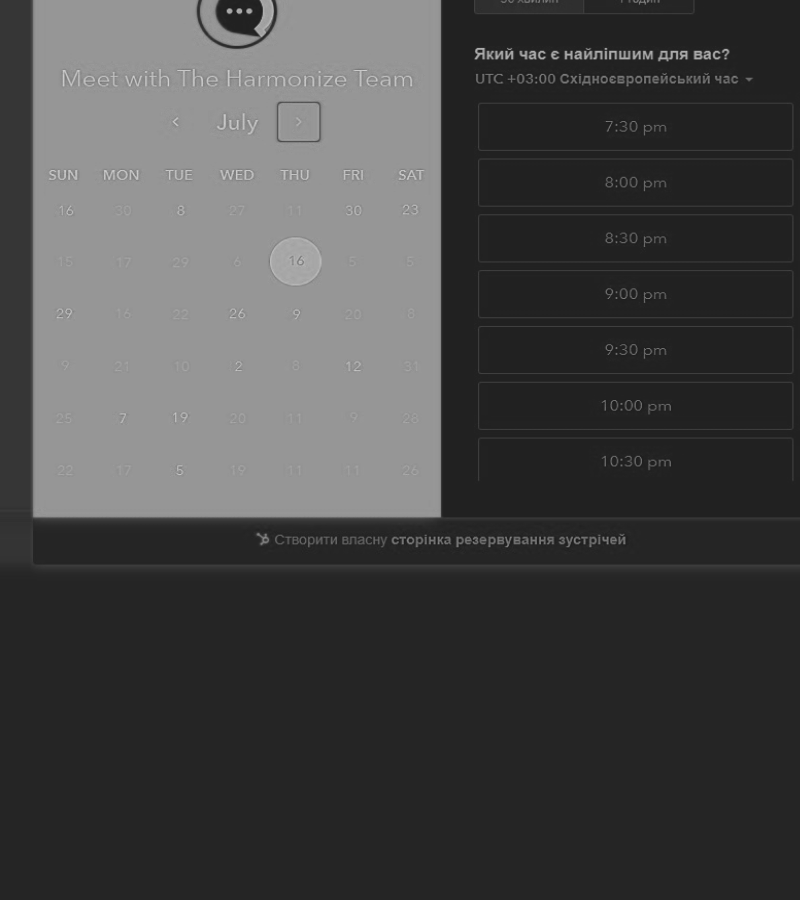 Meet with The Harmonize Team
July
SUN MON TUE WED THU FRI SAT
16 30 8 27 11 30 23
15 17 29 6 16 5 5
29 16 22 26 9 20 8
9 21 10 2 8 12 31
25 7 19 20 11 9 26
22 17 5 19 11 11 26
Який час є найліпшим для вас?
UTC +03:00 Східноєвропейський час
7:30 pm
8:00 pm
8:30 pm
9:00 pm
9:30 pm
10:00 pm
10:30 pm
Створити власну сторінка резервування зустрічей